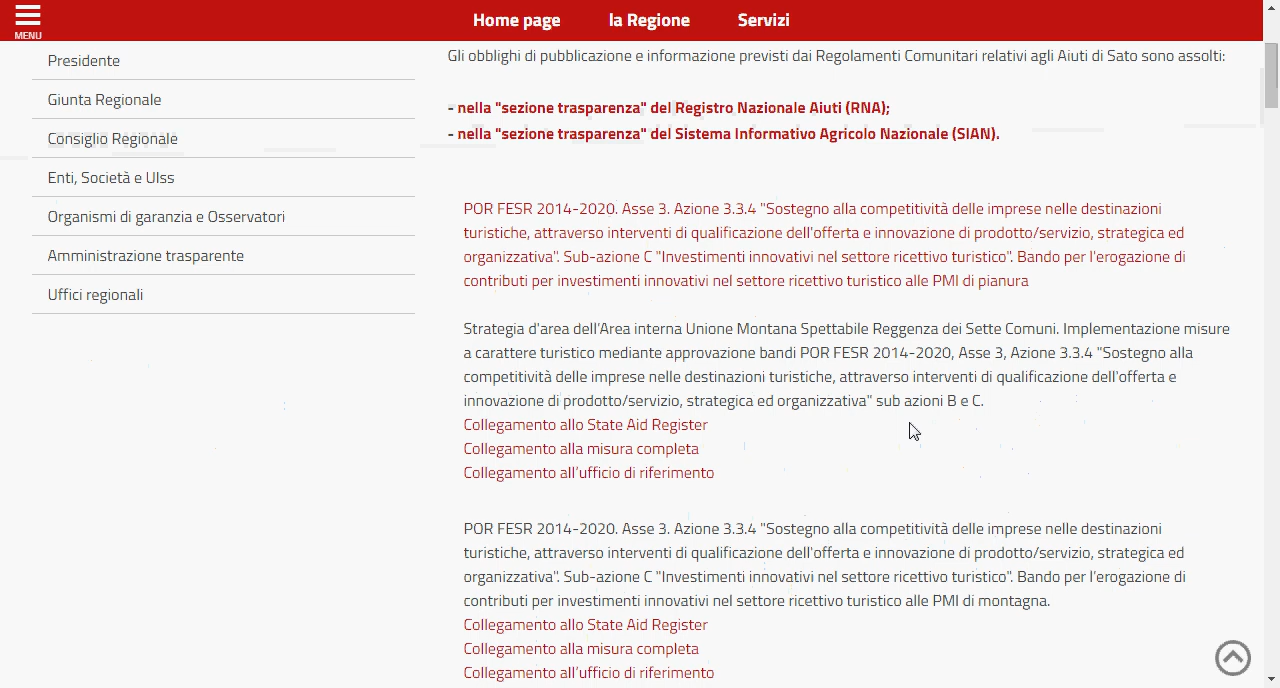 MENU
Home page
la Regione
Servizi
Presidente
Giunta Regionale
Consiglio Regionale
Enti, Società e Ulss
Organismi di garanzia e Osservatori
Amministrazione trasparente
Uffici regionali
Gli obblighi di pubblicazione e informazione previsti dai Regolamenti Comunitari relativi agli Aiuti di Sato sono assolti:
- nella "sezione trasparenza" del Registro Nazionale Aiuti (RNA);
- nella "sezione trasparenza" del Sistema Informativo Agricolo Nazionale (SIAN).
POR FESR 2014-2020. Asse 3. Azione 3.3.4 "Sostegno alla competitività delle imprese nelle destinazioni
turistiche, attraverso interventi di qualificazione dell'offerta e innovazione di prodotto/servizio, strategica ed
organizzativa". Sub-azione C "Investimenti innovativi nel settore ricettivo turistico". Bando per l'erogazione di
contributi per investimenti innovativi nel settore ricettivo turistico alle PMI di pianura
Strategia d'area dell'Area interna Unione Montana Spettabile Reggenza dei Sette Comuni. Implementazione misure
a carattere turistico mediante approvazione bandi POR FESR 2014-2020, Asse 3, Azione 3.3.4 "Sostegno alla
competitività delle imprese nelle destinazioni turistiche, attraverso interventi di qualificazione dell'offerta e
innovazione di prodotto/servizio, strategica ed organizzativa" sub azioni B e C.
Collegamento allo State Aid Register
Collegamento alla misura completa
Collegamento all'ufficio di riferimento
POR FESR 2014-2020. Asse 3. Azione 3.3.4 "Sostegno alla competitività delle imprese nelle destinazioni
turistiche, attraverso interventi di qualificazione dell'offerta e innovazione di prodotto/servizio, strategica ed
organizzativa". Sub-azione C "Investimenti innovativi nel settore ricettivo turistico". Bando per l'erogazione di
contributi per investimenti innovativi nel settore ricettivo turistico alle PMI di montagna.
Collegamento allo State Aid Register
Collegamento alla misura completa
Collegamento all'ufficio di riferimento